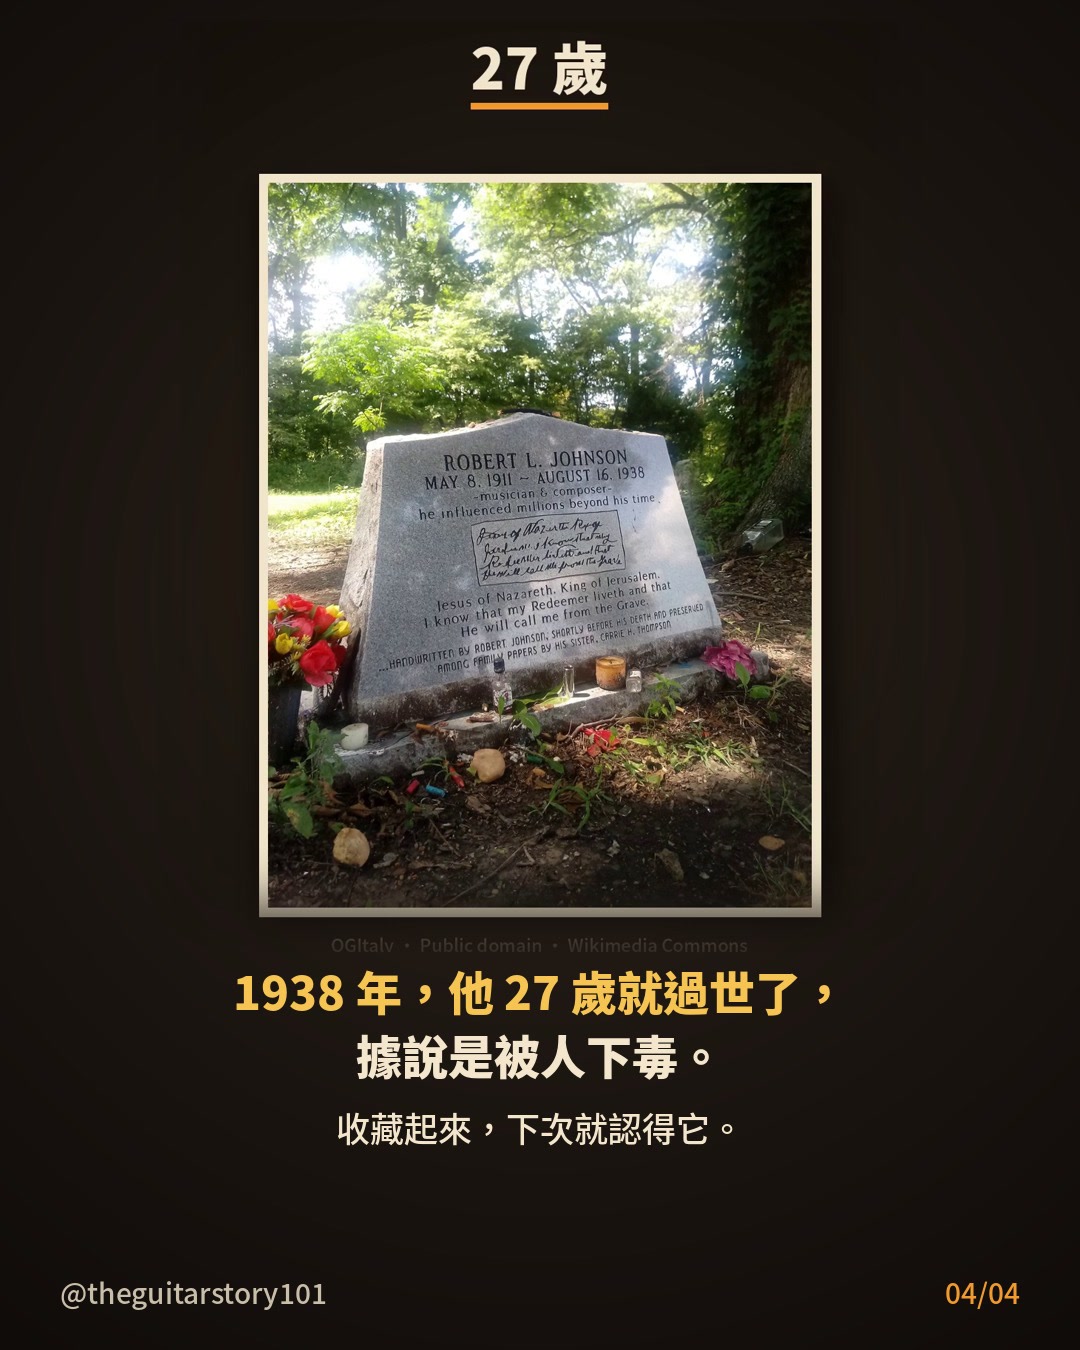 27 歲
ROBERT L. JOHNSON
MAY 8, 1911 ~ AUGUST 16, 1938
-musician & composer-
he influenced millions beyond his time.
Jesus of Nazareth, King of Jerusalem,
I know that my Redeemer liveth and that
He will call me from the Grave.
...HANDWRITTEN BY ROBERT JOHNSON, SHORTLY BEFORE HIS DEATH AND PRESERVED
AMONG FAMILY PAPERS BY HIS SISTER, CARRIE H. THOMPSON
OGItaly · Public domain · Wikimedia Commons
1938 年，他 27 歲就過世了，
據說是被人下毒。
收藏起來，下次就認得它。
@theguitarstory101
04/04